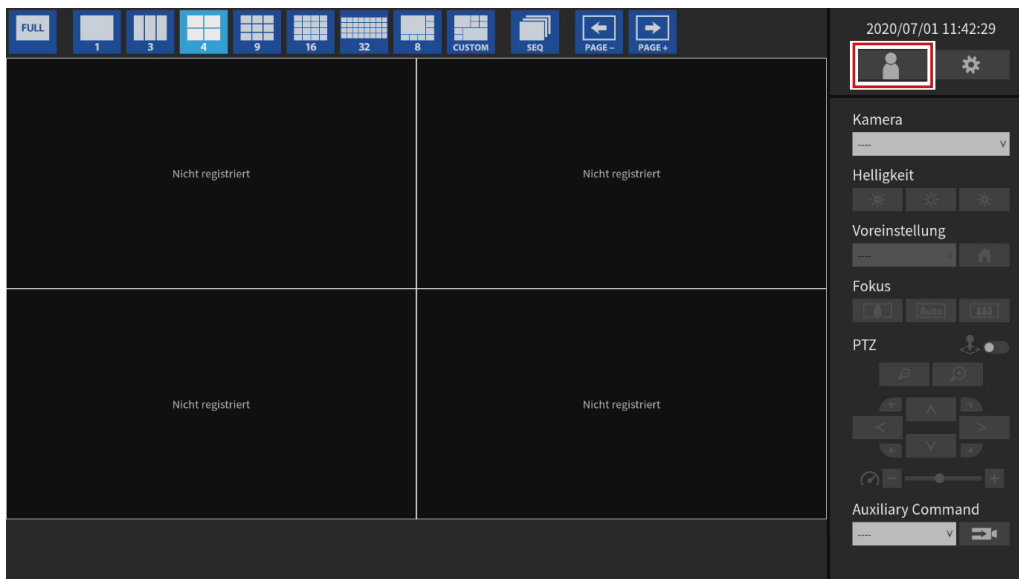 FULL
1
3
4
9
16
32
8
CUSTOM
SEQ
PAGE−
PAGE+
2020/07/01 11:42:29
Nicht registriert
Nicht registriert
Nicht registriert
Nicht registriert
Kamera
----
Helligkeit
Voreinstellung
----
Fokus
Auto
PTZ
Auxiliary Command
----